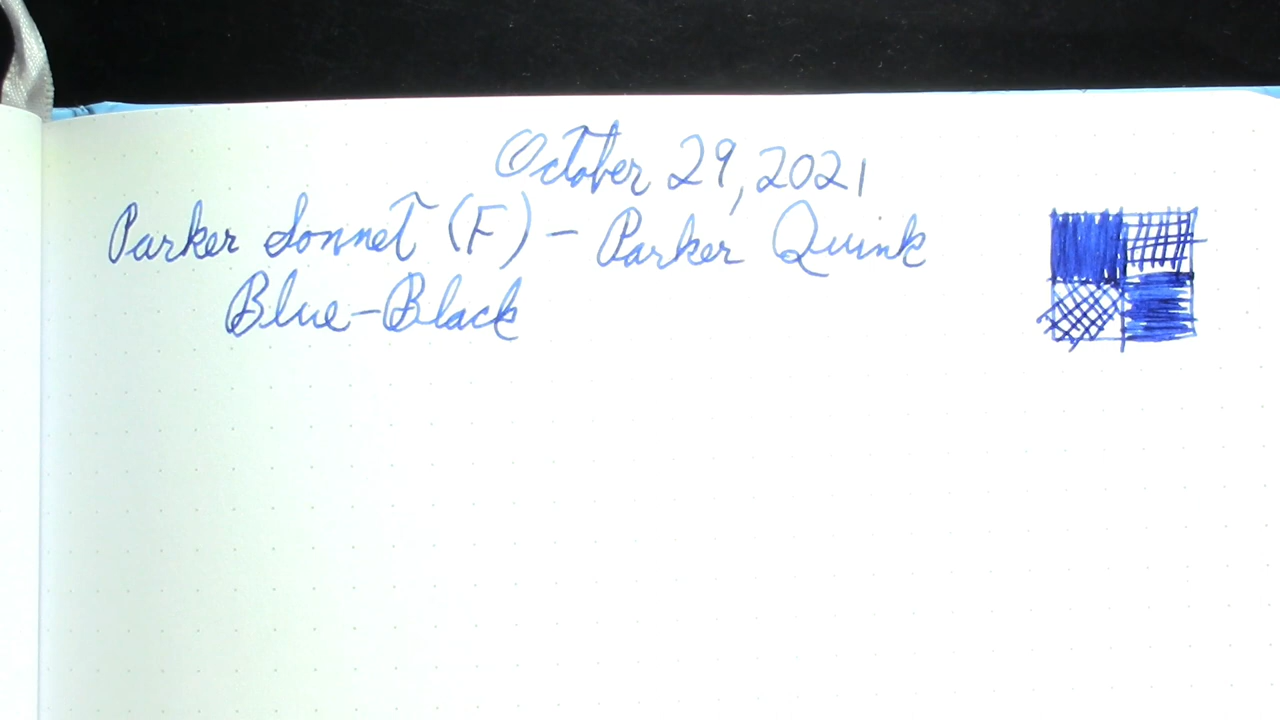 October 29, 2021
Parker Sonnet (F) – Parker Quink
Blue–Black